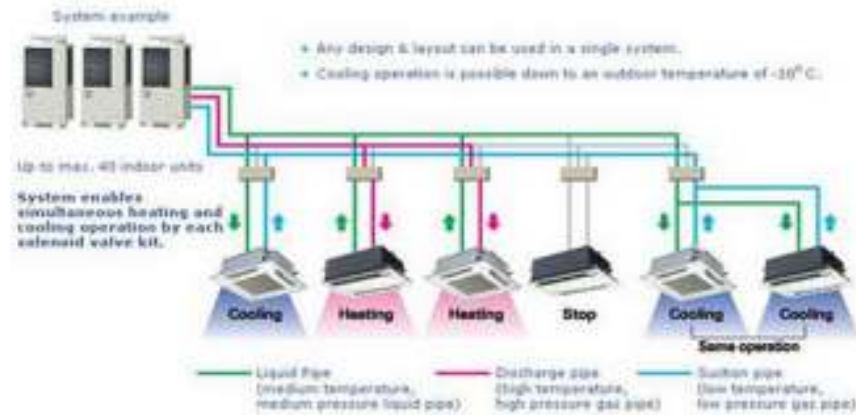 System example
Any design & layout can be used in a single system.
Cooling operation is possible down to an outdoor temperature of -10° C.
Up to max. 40 indoor units
System enables
simultaneous heating and
cooling operation by each
solenoid valve kit.
Cooling
Heating
Heating
Stop
Cooling
Cooling
Same operation
Liquid Pipe
(medium temperature,
medium pressure liquid pipe)
Discharge pipe
(high temperature,
high pressure gas pipe)
Suction pipe
(low temperature,
low pressure gas pipe)